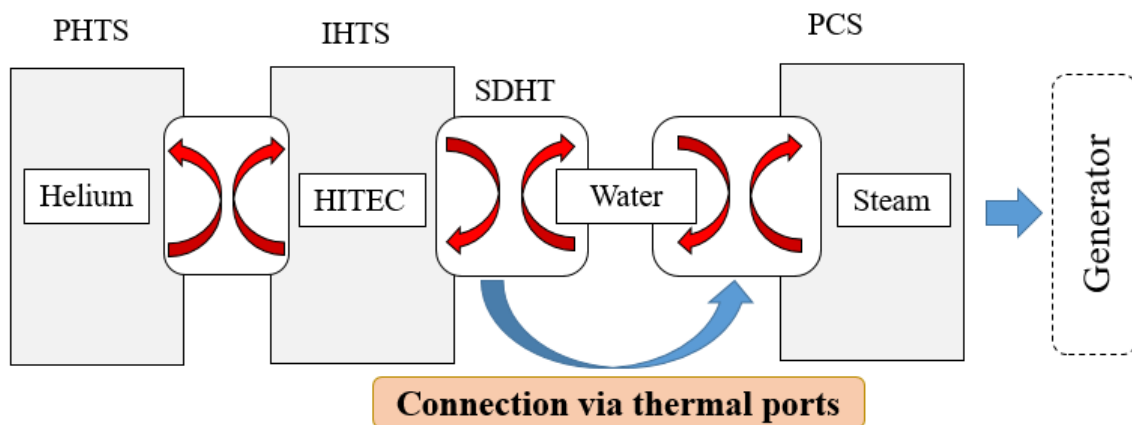 PHTS
IHTS
PCS
SDHT
Helium
HITEC
Water
Steam
Generator
Connection via thermal ports